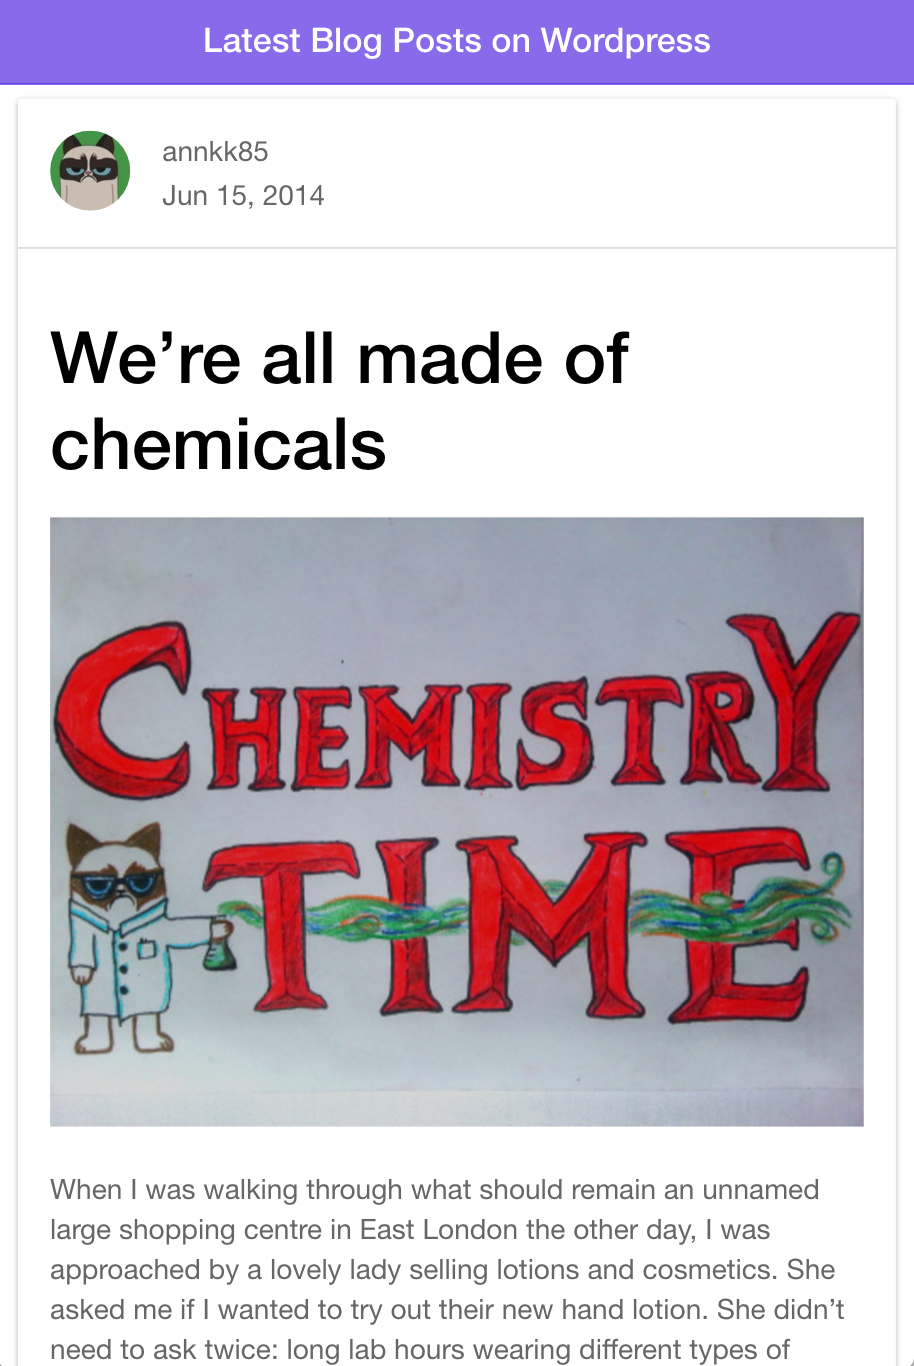 Latest Blog Posts on Wordpress
annkk85
Jun 15, 2014
We’re all made of
chemicals
CHEMISTRY
TIME
When I was walking through what should remain an unnamed
large shopping centre in East London the other day, I was
approached by a lovely lady selling lotions and cosmetics. She
asked me if I wanted to try out their new hand lotion. She didn’t
need to ask twice: long lab hours wearing different types of